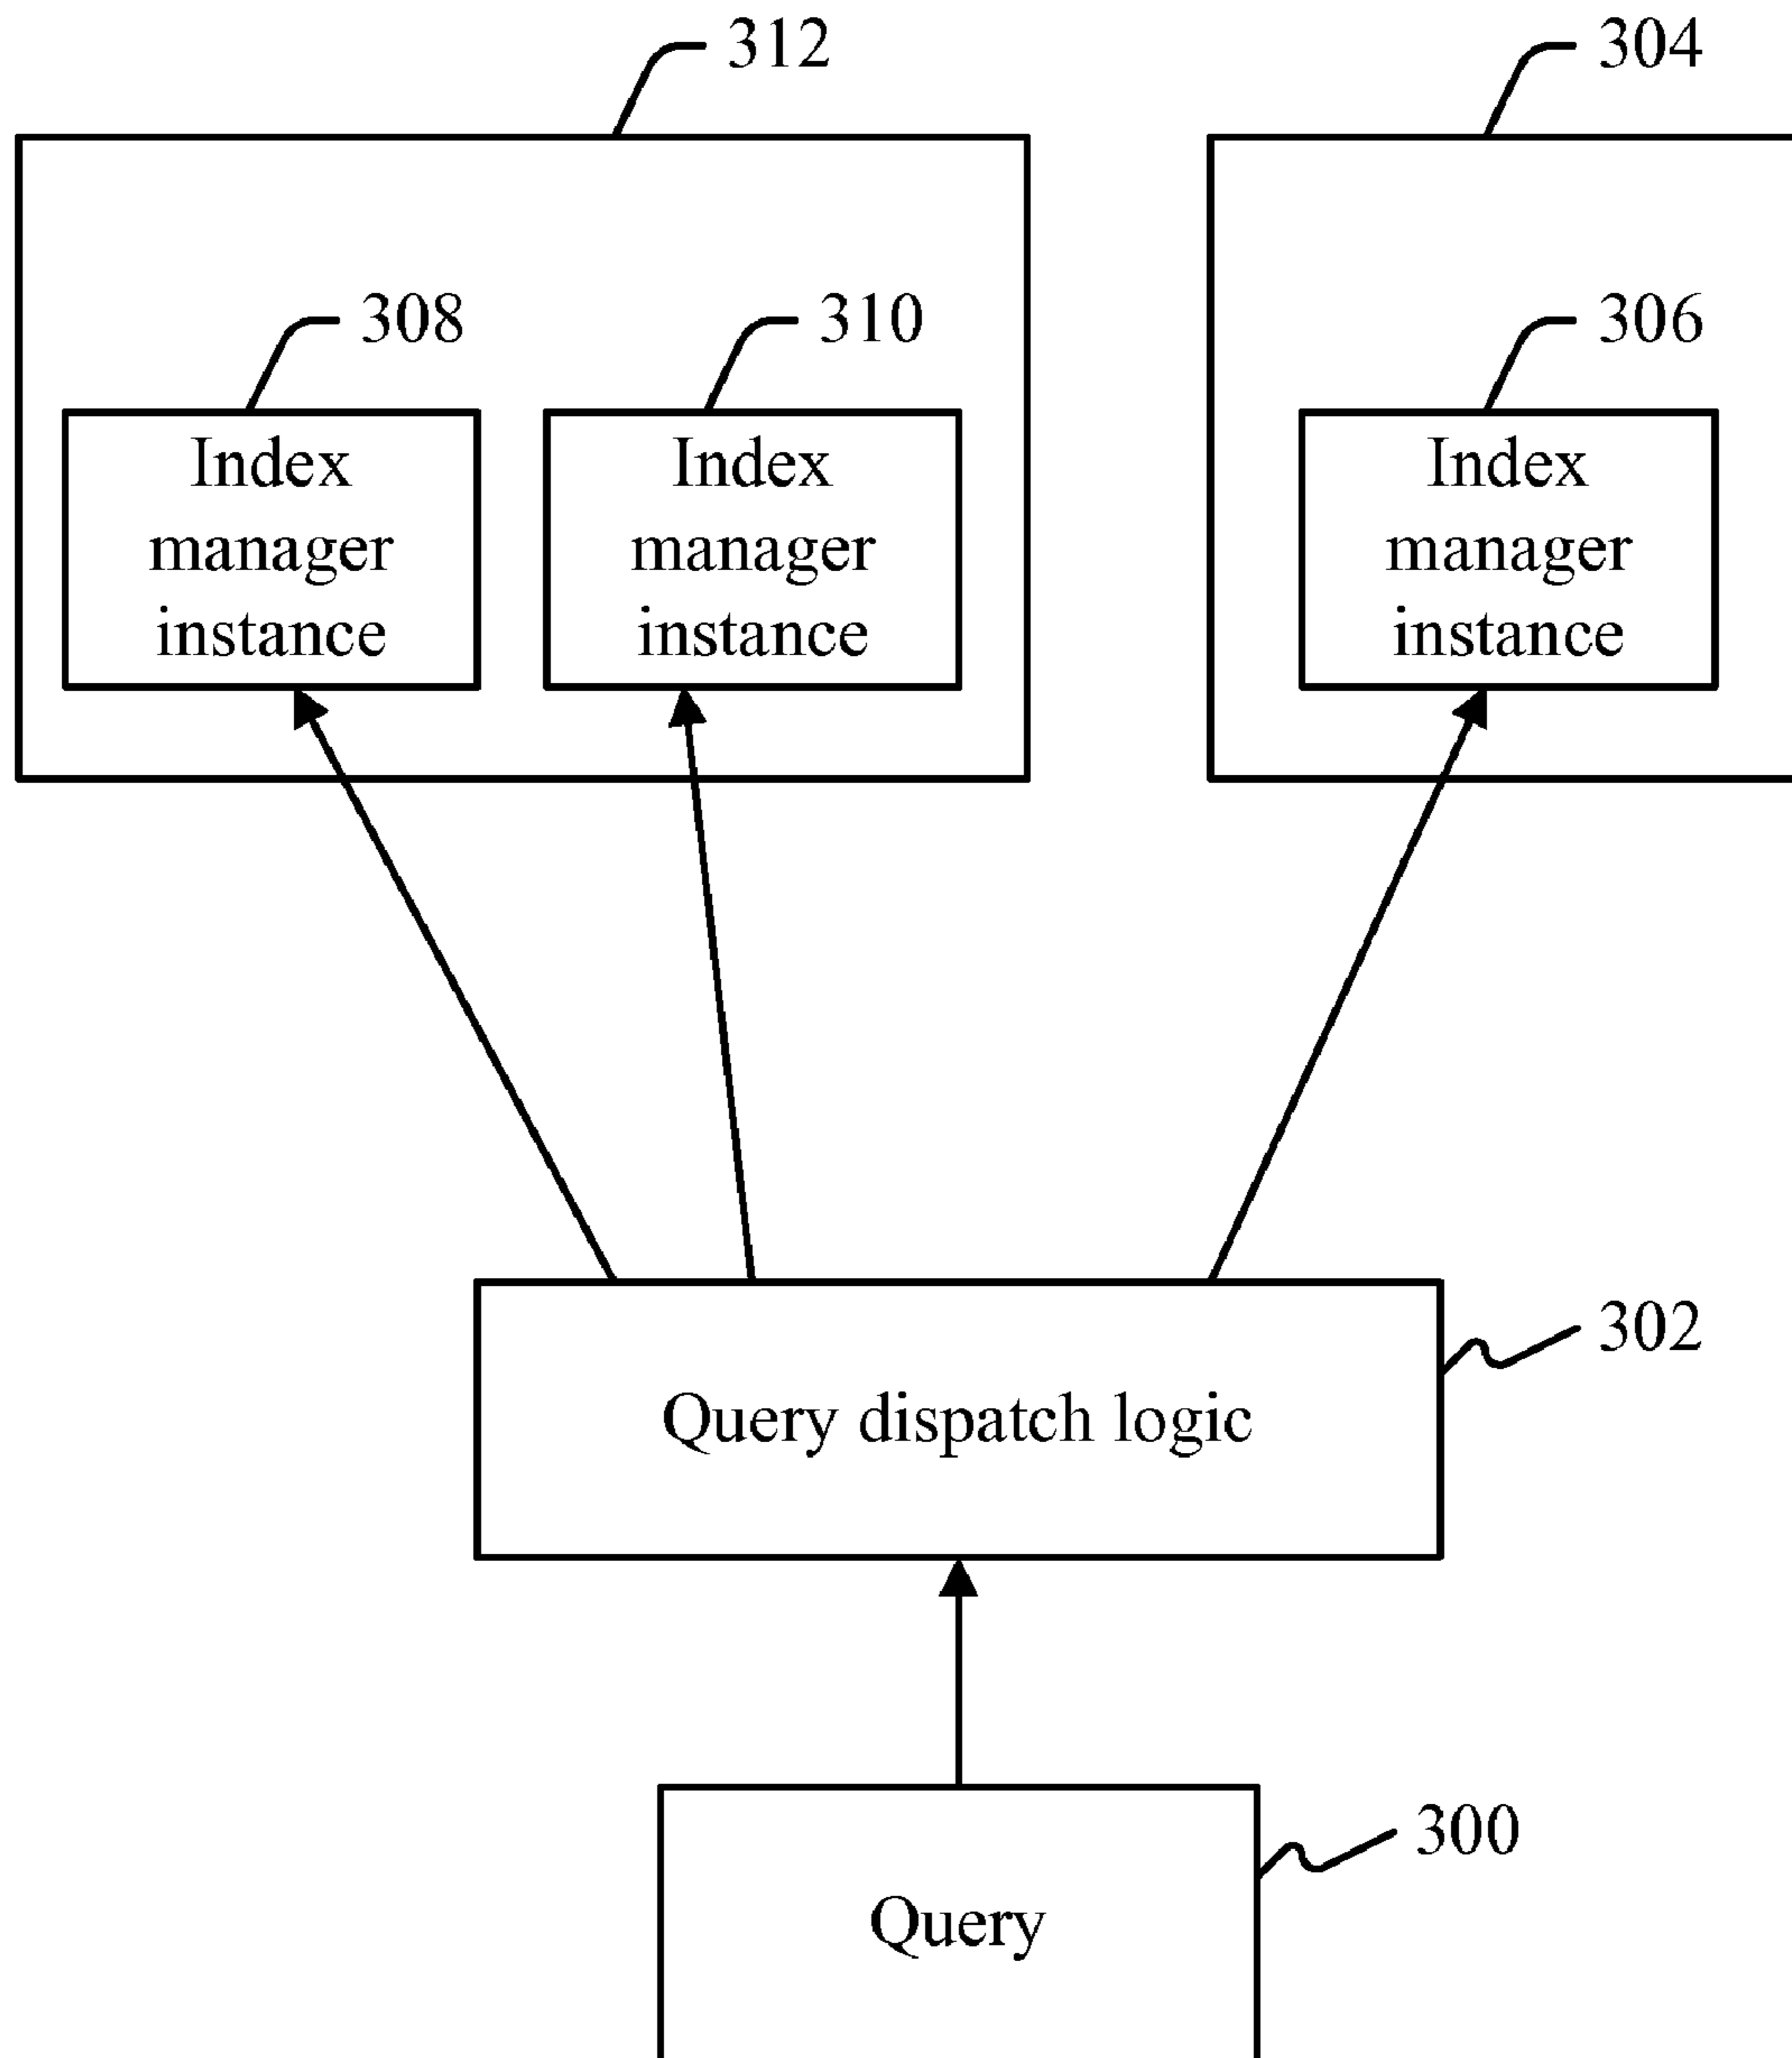 312
304
308
310
306
Index
manager
instance
Index
manager
instance
Index
manager
instance
302
Query dispatch logic
300
Query